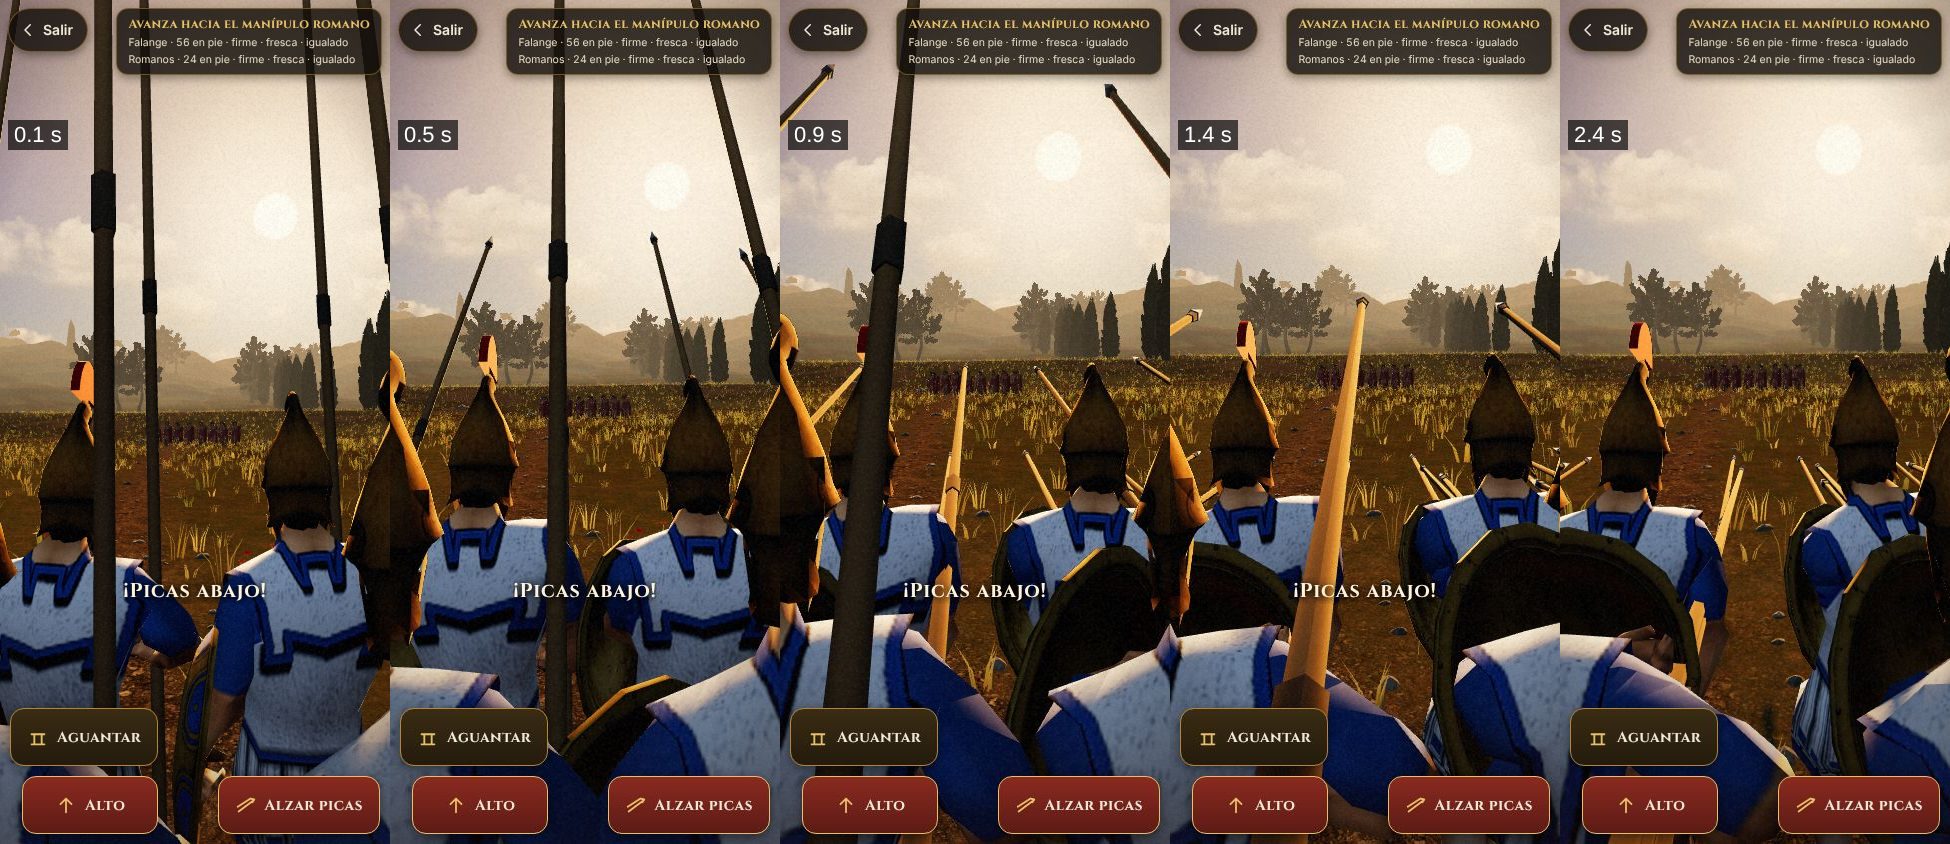 Salir
Avanza hacia el manípulo romano
Falange · 56 en pie · firme · fresca · igualado
Romanos · 24 en pie · firme · fresca · igualado
0.1 s
¡Picas abajo!
Aguantar
Alto
Alzar picas
Salir
Avanza hacia el manípulo romano
Falange · 56 en pie · firme · fresca · igualado
Romanos · 24 en pie · firme · fresca · igualado
0.5 s
¡Picas abajo!
Aguantar
Alto
Alzar picas
Salir
Avanza hacia el manípulo romano
Falange · 56 en pie · firme · fresca · igualado
Romanos · 24 en pie · firme · fresca · igualado
0.9 s
¡Picas abajo!
Aguantar
Alto
Alzar picas
Salir
Avanza hacia el manípulo romano
Falange · 56 en pie · firme · fresca · igualado
Romanos · 24 en pie · firme · fresca · igualado
1.4 s
¡Picas abajo!
Aguantar
Alto
Alzar picas
Salir
Avanza hacia el manípulo romano
Falange · 56 en pie · firme · fresca · igualado
Romanos · 24 en pie · firme · fresca · igualado
2.4 s
Aguantar
Alto
Alzar picas